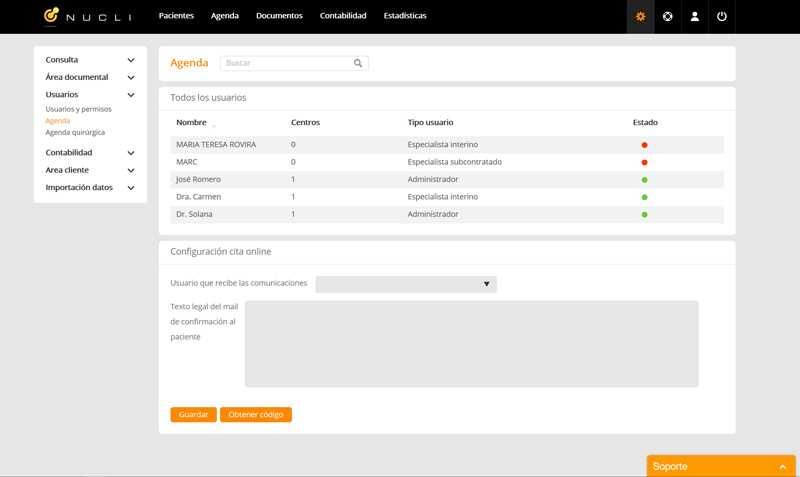 NUCLI
Pacientes Agenda Documentos Contabilidad Estadísticas
Consulta
Área documental
Usuarios
Usuarios y permisos
Agenda
Agenda quirúrgica
Contabilidad
Area cliente
Importación datos
Agenda Buscar
Todos los usuarios
Nombre Centros Tipo usuario Estado
MARIA TERESA ROVIRA 0 Especialista interino
MARC 0 Especialista subcontratado
José Romero 1 Administrador
Dra. Carmen 1 Especialista interino
Dr. Solana 1 Administrador
Configuración cita online
Usuario que recibe las comunicaciones
Texto legal del mail
de confirmación al
paciente
Guardar Obtener código
Soporte